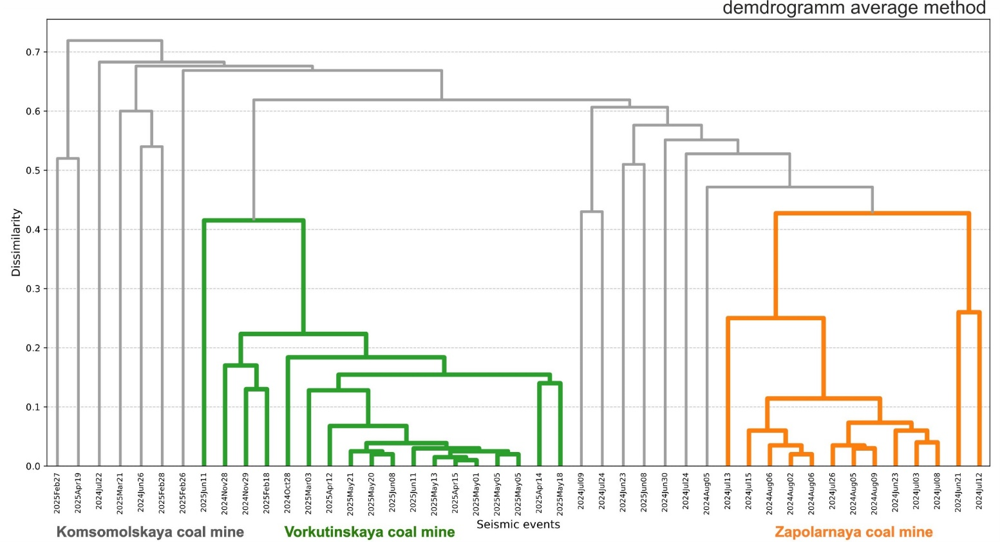 demdrogramm average method
0.7
0.6
0.5
0.4
0.3
0.2
0.1
0.0
Dissimilarity
2025Feb27
2025Apr19
2024Jul22
2025Mar21
2024Jun26
2025Feb28
2025Feb26
2025Jun11
2024Nov28
2024Nov29
2025Feb18
2024Oct28
2025Mar03
2025Apr12
2025May21
2025May20
2025Jun08
2025Jun11
2025May13
2025Apr15
2025May01
2025May05
2025May05
2025Apr14
2025May18
2024Jul09
2024Jul24
2024Jun23
2025Jun08
2024Jun30
2024Jul24
2024Aug05
2024Jul13
2024Jul15
2024Aug06
2024Aug02
2024Aug06
2024Jul26
2024Aug05
2024Aug09
2024Jun23
2024Jul03
2024Jul08
2024Jun21
2024Jul12
Seismic events
Komsomolskaya coal mine
Vorkutinskaya coal mine
Zapolarnaya coal mine